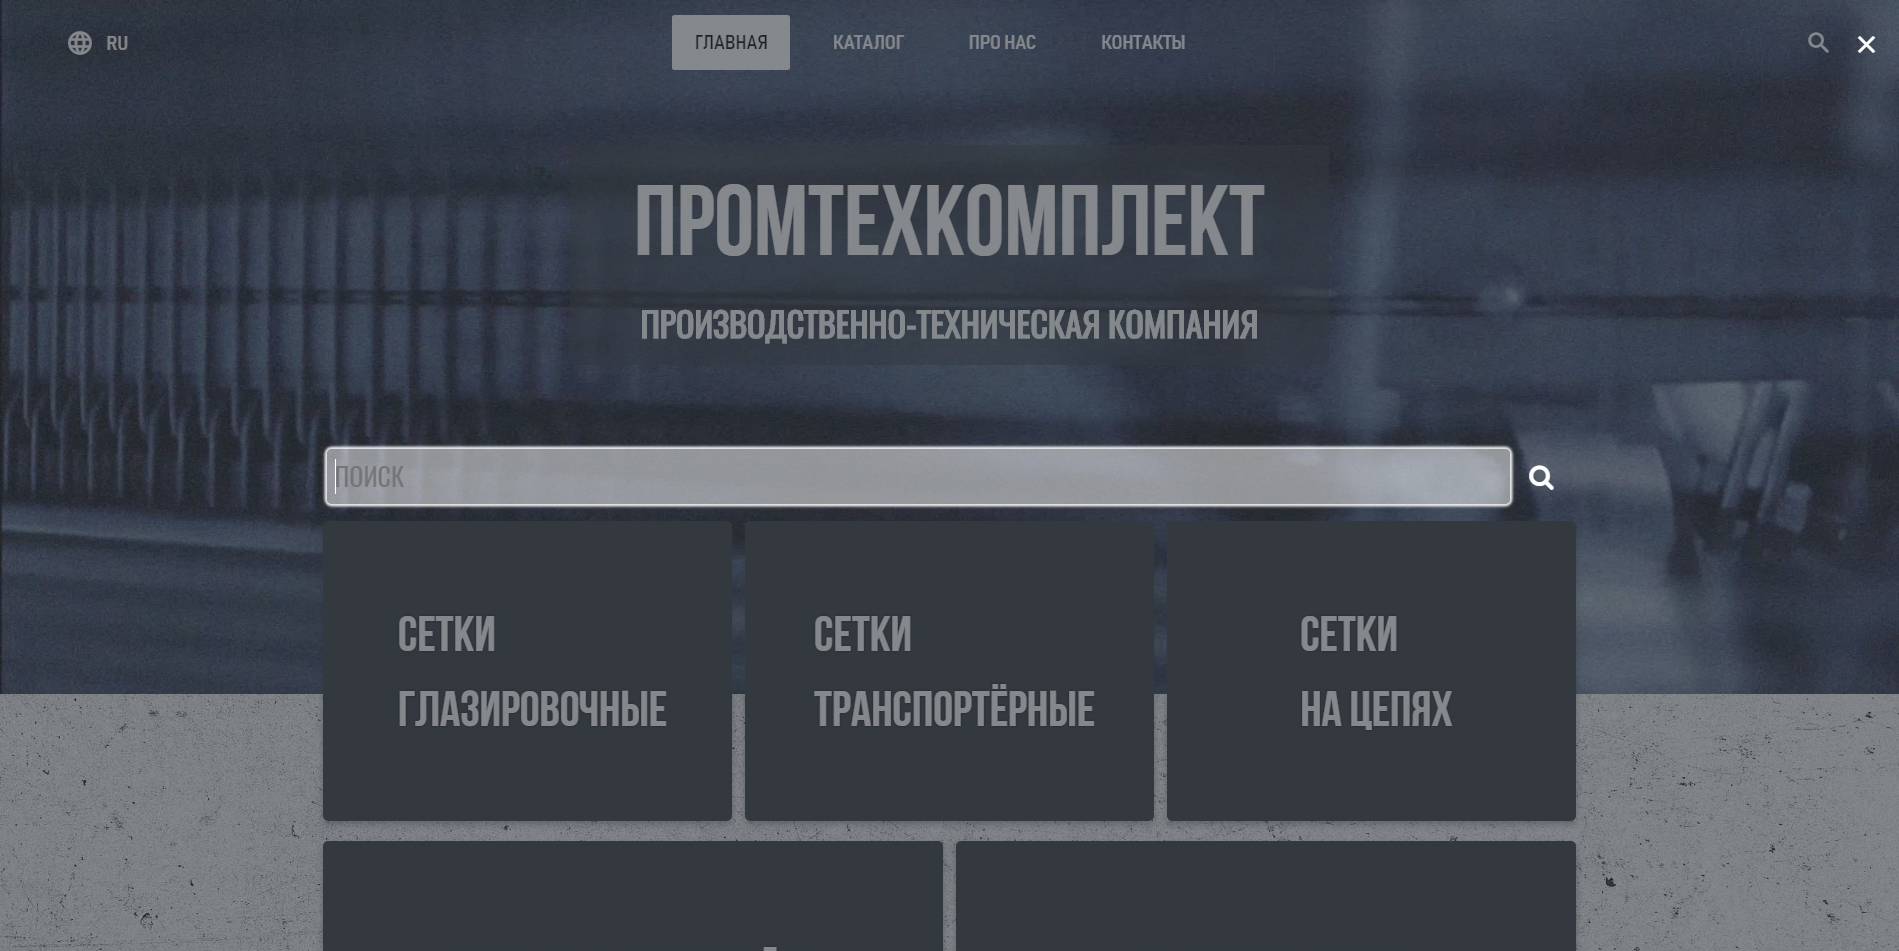 RU
ГЛАВНАЯ
КАТАЛОГ
ПРО НАС
КОНТАКТЫ
ПРОМТЕХКОМПЛЕКТ
ПРОИЗВОДСТВЕННО-ТЕХНИЧЕСКАЯ КОМПАНИЯ
ПОИСК
СЕТКИ
ГЛАЗИРОВОЧНЫЕ
СЕТКИ
ТРАНСПОРТЁРНЫЕ
СЕТКИ
НА ЦЕПЯХ